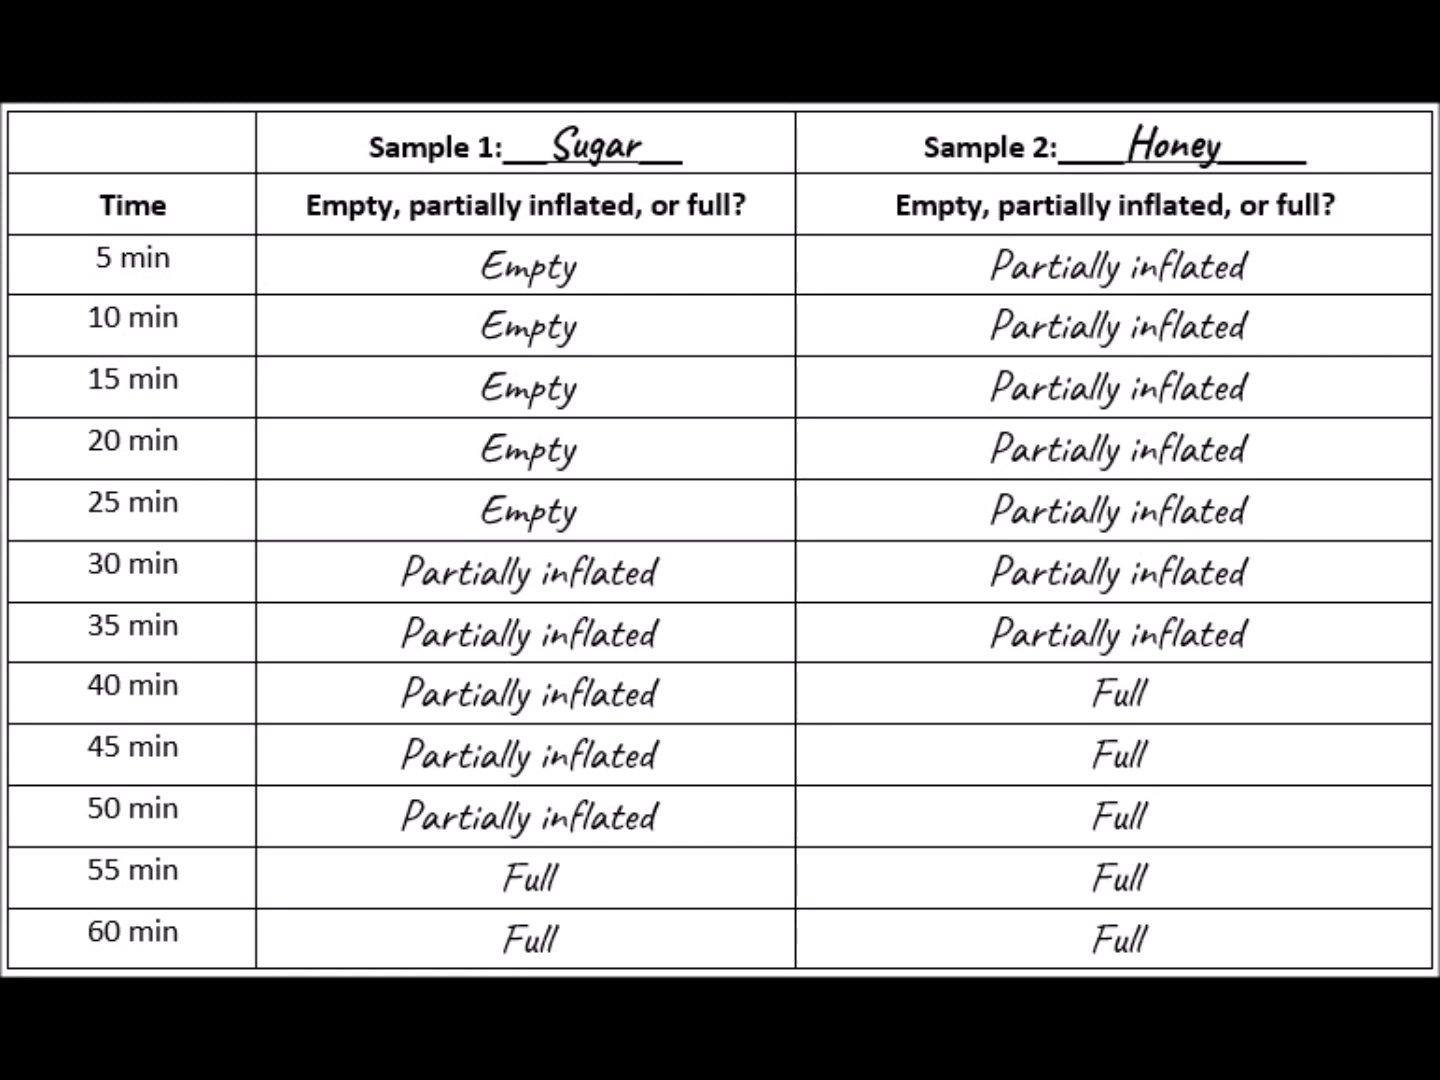 Sample 1:___Sugar___ Sample 2:____Honey_____
Time Empty, partially inflated, or full? Empty, partially inflated, or full?
5 min Empty Partially inflated
10 min Empty Partially inflated
15 min Empty Partially inflated
20 min Empty Partially inflated
25 min Empty Partially inflated
30 min Partially inflated Partially inflated
35 min Partially inflated Partially inflated
40 min Partially inflated Full
45 min Partially inflated Full
50 min Partially inflated Full
55 min Full Full
60 min Full Full